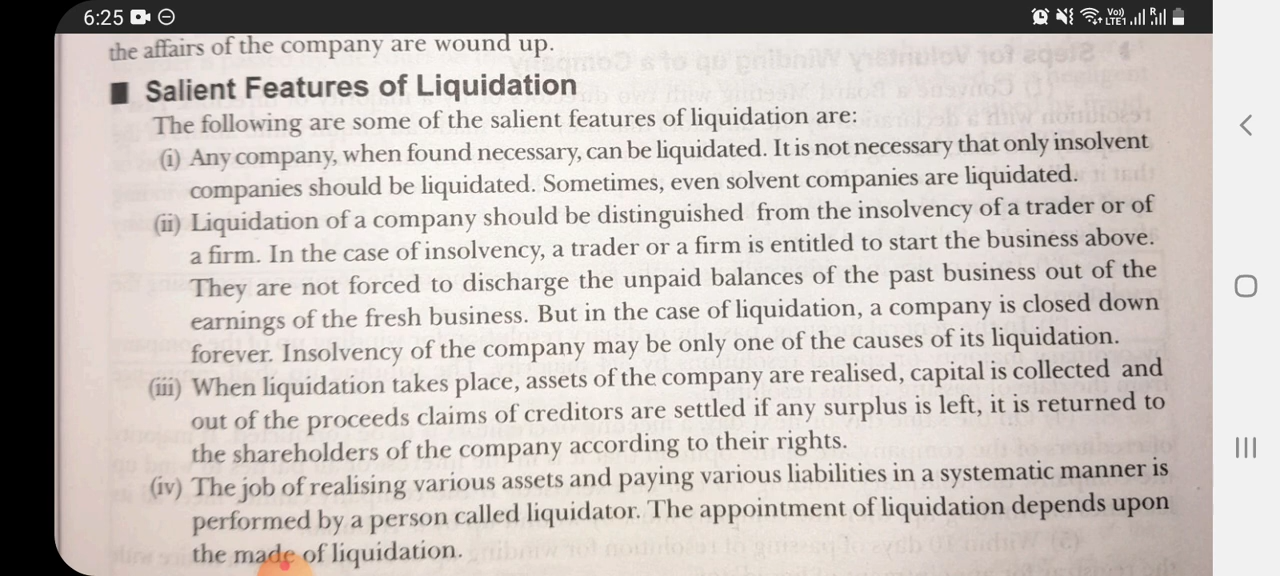 6:25
Vo)) R
LTE1
the affairs of the company are wound up.
Salient Features of Liquidation
The following are some of the salient features of liquidation are:
(i) Any company, when found necessary, can be liquidated. It is not necessary that only insolvent
companies should be liquidated. Sometimes, even solvent companies are liquidated.
(ii) Liquidation of a company should be distinguished from the insolvency of a trader or of
a firm. In the case of insolvency, a trader or a firm is entitled to start the business above.
They are not forced to discharge the unpaid balances of the past business out of the
earnings of the fresh business. But in the case of liquidation, a company is closed down
forever. Insolvency of the company may be only one of the causes of its liquidation.
(iii) When liquidation takes place, assets of the company are realised, capital is collected and
out of the proceeds claims of creditors are settled if any surplus is left, it is returned to
the shareholders of the company according to their rights.
(iv) The job of realising various assets and paying various liabilities in a systematic manner is
performed by a person called liquidator. The appointment of liquidation depends upon
the made of liquidation.